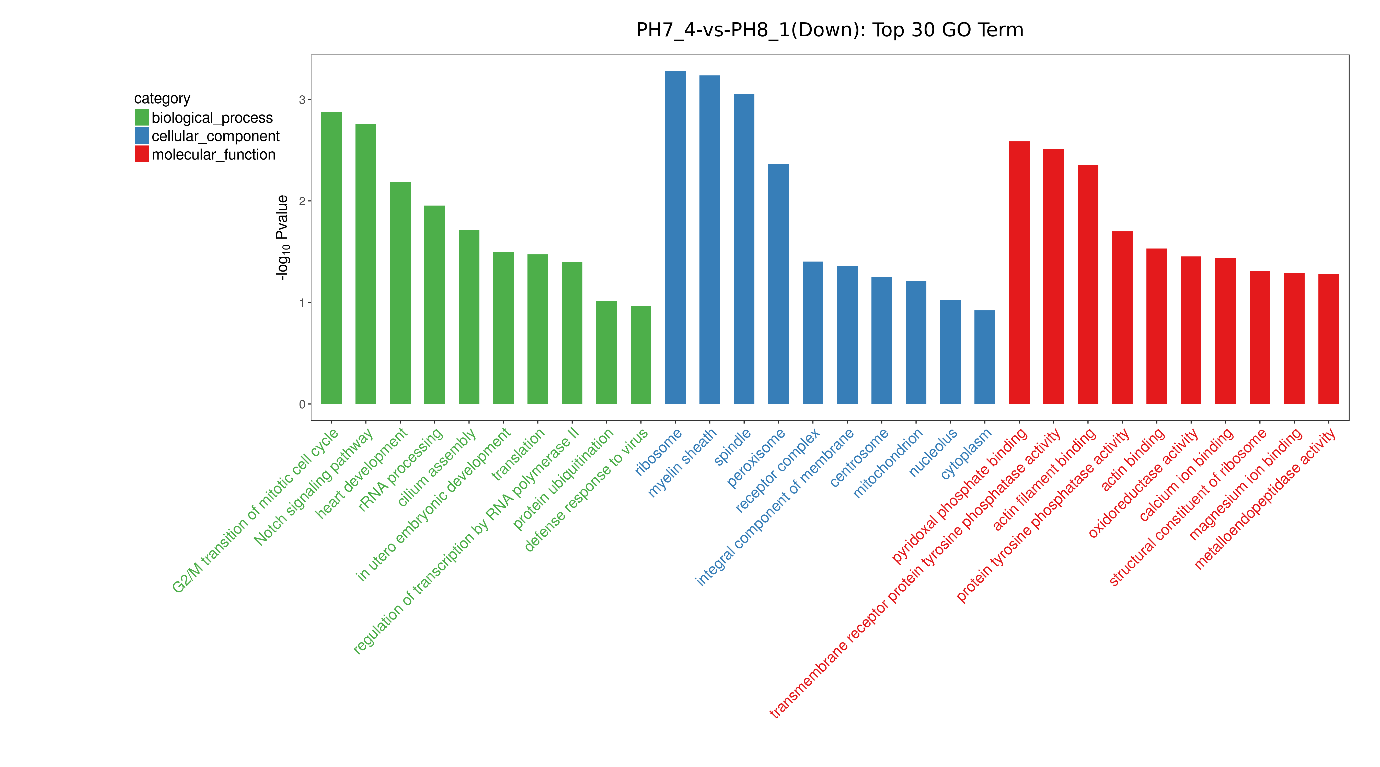 PH7_4-vs-PH8_1(Down): Top 30 GO Term
category
biological_process
cellular_component
molecular_function
-log10 Pvalue
3
2
1
0
G2/M transition of mitotic cell cycle
Notch signaling pathway
heart development
rRNA processing
cilium assembly
in utero embryonic development
translation
regulation of transcription by RNA polymerase II
protein ubiquitination
defense response to virus
ribosome
myelin sheath
spindle
peroxisome
receptor complex
integral component of membrane
centrosome
mitochondrion
nucleolus
cytoplasm
pyridoxal phosphate binding
transmembrane receptor protein tyrosine phosphatase activity
actin filament binding
protein tyrosine phosphatase activity
actin binding
oxidoreductase activity
calcium ion binding
structural constituent of ribosome
magnesium ion binding
metalloendopeptidase activity